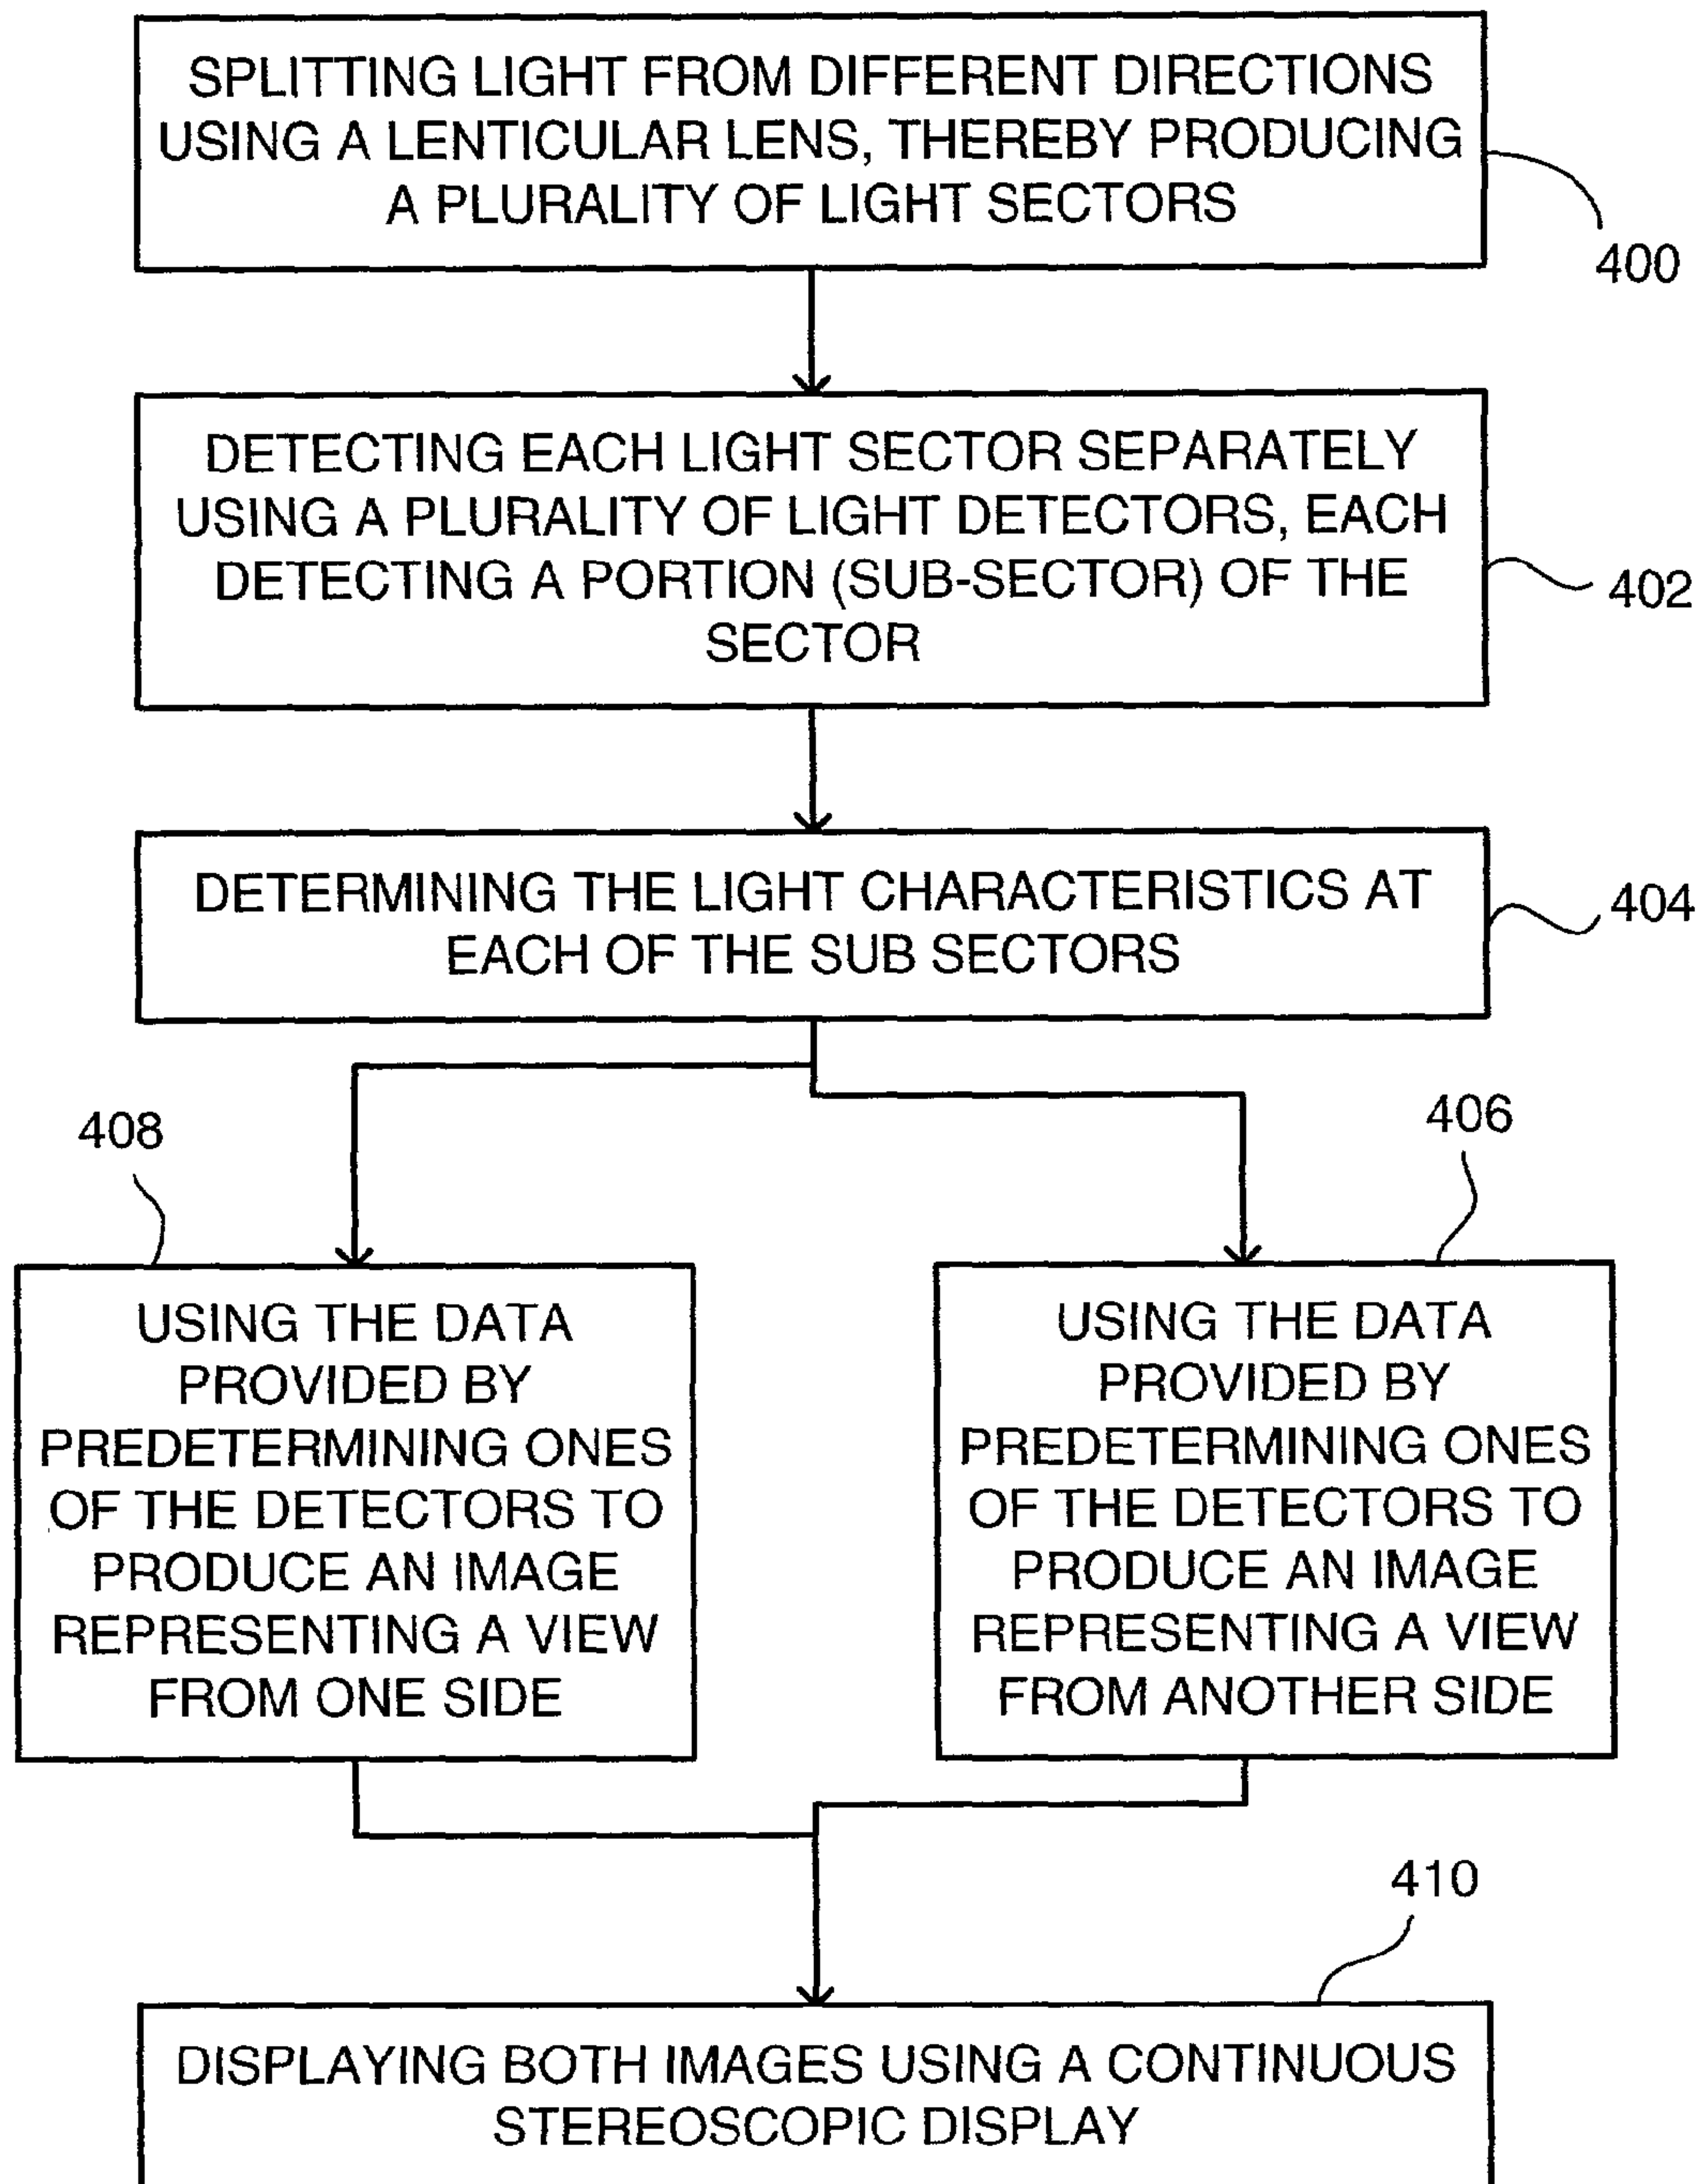 SPLITTING LIGHT FROM DIFFERENT DIRECTIONS
USING A LENTICULAR LENS, THEREBY PRODUCING
A PLURALITY OF LIGHT SECTORS
400
DETECTING EACH LIGHT SECTOR SEPARATELY
USING A PLURALITY OF LIGHT DETECTORS, EACH
DETECTING A PORTION (SUB-SECTOR) OF THE
SECTOR
402
DETERMINING THE LIGHT CHARACTERISTICS AT
EACH OF THE SUB SECTORS
404
408
USING THE DATA
PROVIDED BY
PREDETERMINING ONES
OF THE DETECTORS TO
PRODUCE AN IMAGE
REPRESENTING A VIEW
FROM ONE SIDE
406
USING THE DATA
PROVIDED BY
PREDETERMINING ONES
OF THE DETECTORS TO
PRODUCE AN IMAGE
REPRESENTING A VIEW
FROM ANOTHER SIDE
410
DISPLAYING BOTH IMAGES USING A CONTINUOUS
STEREOSCOPIC DISPLAY